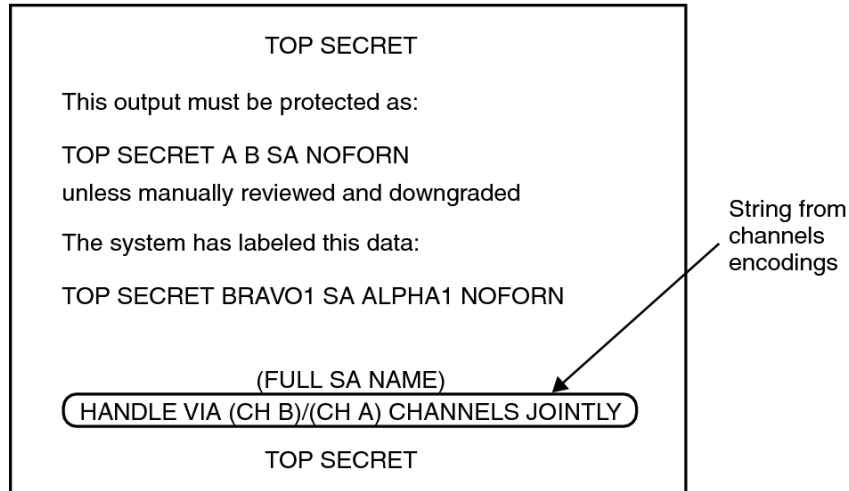 TOP SECRET
This output must be protected as:
TOP SECRET A B SA NOFORN
unless manually reviewed and downgraded
The system has labeled this data:
TOP SECRET BRAVO1 SA ALPHA1 NOFORN
(FULL SA NAME)
HANDLE VIA (CH B)/(CH A) CHANNELS JOINTLY
TOP SECRET
String from
channels
encodings